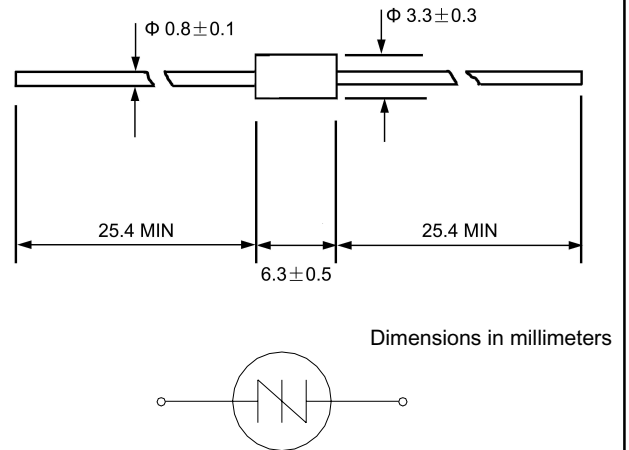 Φ 0.8±0.1
Φ 3.3±0.3
25.4 MIN
25.4 MIN
6.3±0.5
Dimensions in millimeters